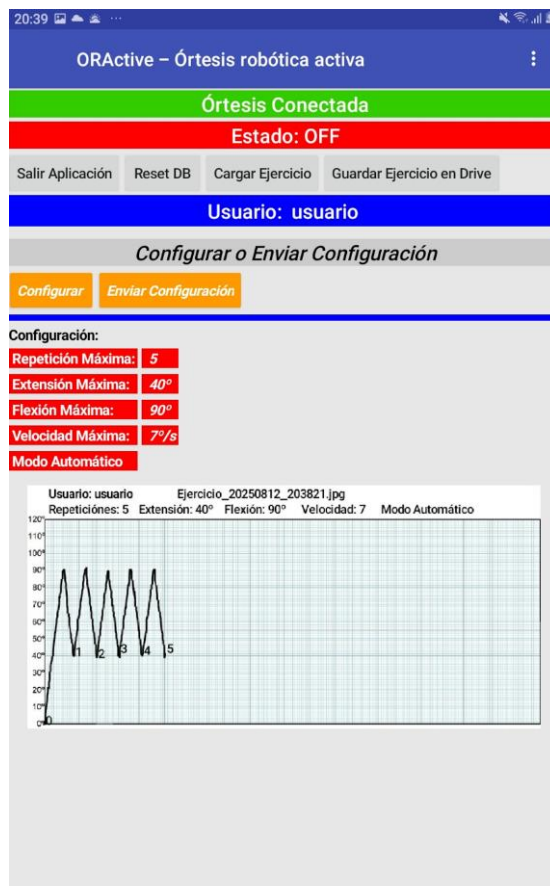 20:39
ORActive – Órtesis robótica activa
Órtesis Conectada
Estado: OFF
Salir Aplicación Reset DB Cargar Ejercicio Guardar Ejercicio en Drive
Usuario: usuario
Configurar o Enviar Configuración
Configurar Enviar Configuración
Configuración:
Repetición Máxima: 5
Extensión Máxima: 40º
Flexión Máxima: 90º
Velocidad Máxima: 7º/s
Modo Automático
Usuario: usuario Ejercicio_20250812_203821.jpg
Repeticiónes: 5 Extensión: 40º Flexión: 90º Velocidad: 7 Modo Automático
120º
110º
100º
90º
80º
70º
60º
50º
40º 1 2 3 4 5
30º
20º
10º
0º 0